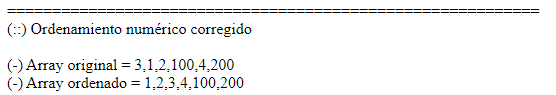 ============================================================
(::) Ordenamiento numérico corregido
(-) Array original = 3,1,2,100,4,200
(-) Array ordenado = 1,2,3,4,100,200